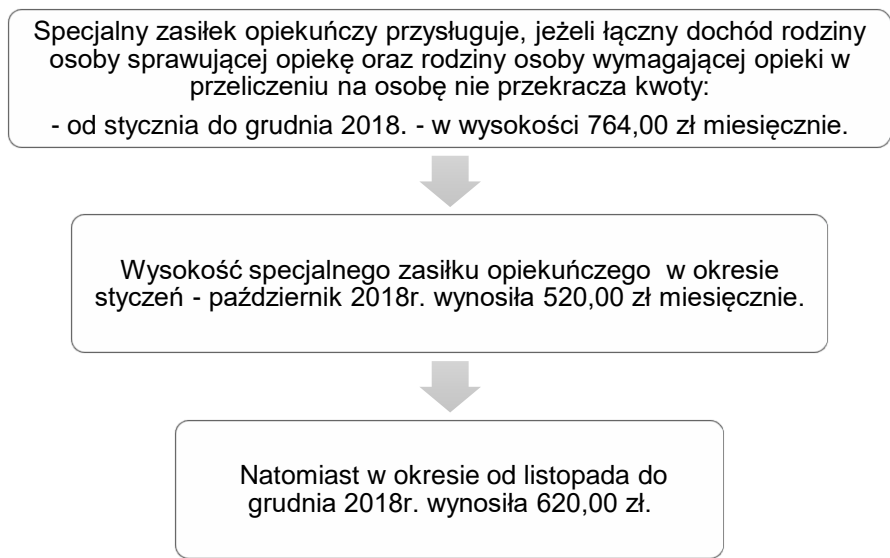 Specjalny zasiłek opiekuńczy przysługuje, jeżeli łączny dochód rodziny
osoby sprawującej opiekę oraz rodziny osoby wymagającej opieki w
przeliczeniu na osobę nie przekracza kwoty:
- od stycznia do grudnia 2018. - w wysokości 764,00 zł miesięcznie.
Wysokość specjalnego zasiłku opiekuńczego w okresie
styczeń - październik 2018r. wynosiła 520,00 zł miesięcznie.
Natomiast w okresie od listopada do
grudnia 2018r. wynosiła 620,00 zł.